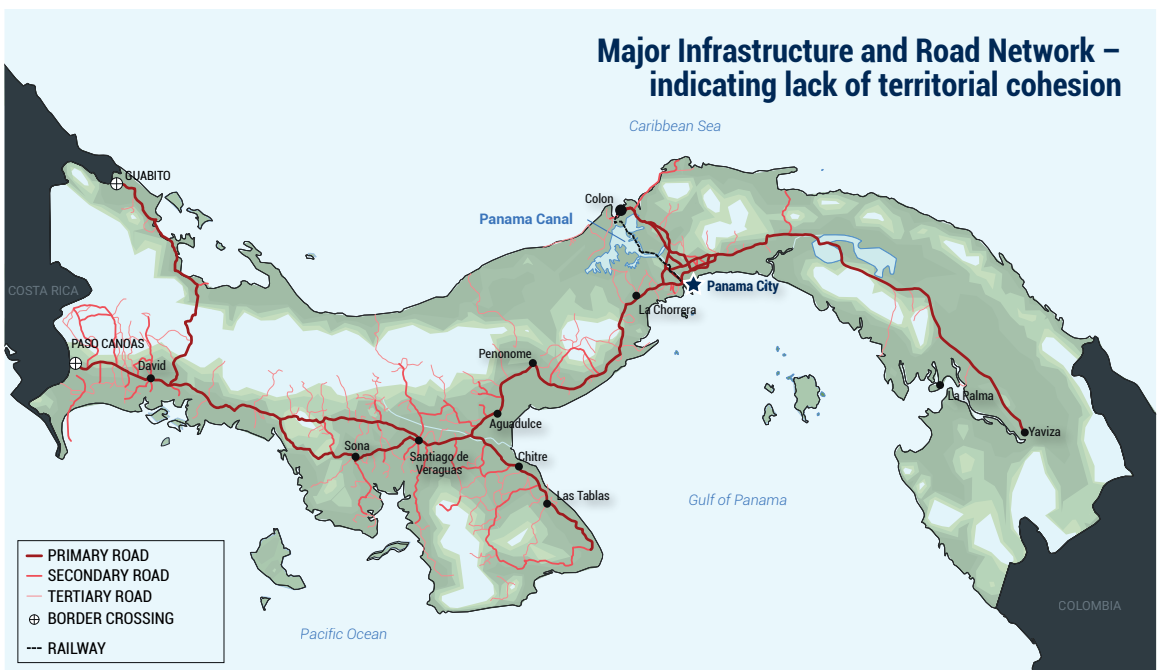 Major Infrastructure and Road Network –
indicating lack of territorial cohesion
Caribbean Sea
GUABITO
Colon
Panama Canal
COSTA RICA
Panama City
La Chorrera
PASO CANOAS
David
Penonome
La Palma
Aguadulce
Yaviza
Sona
Santiago de
Veraguas
Chitre
Las Tablas
Gulf of Panama
PRIMARY ROAD
SECONDARY ROAD
TERTIARY ROAD
BORDER CROSSING
RAILWAY
COLOMBIA
Pacific Ocean